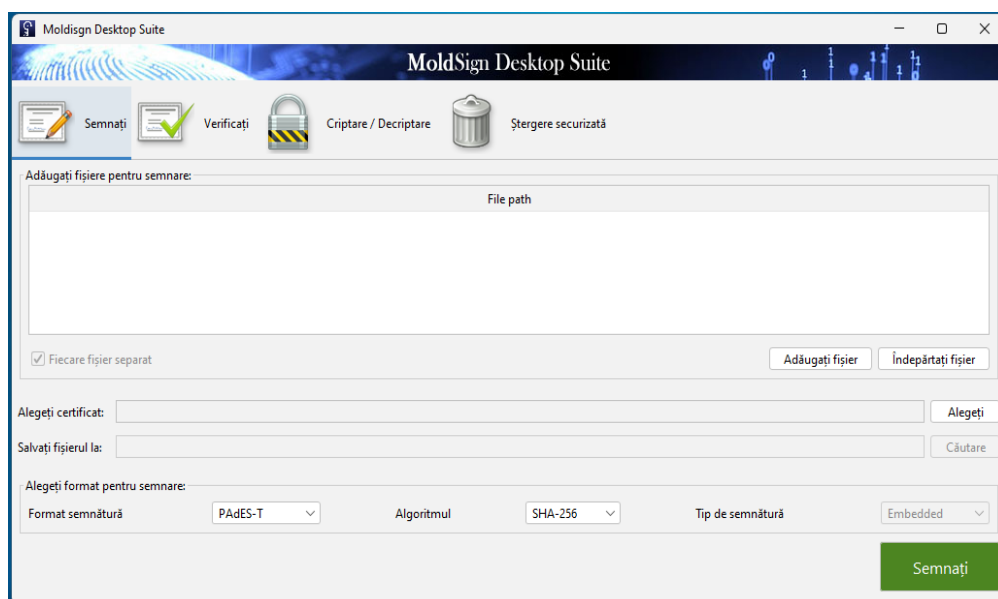 Moldisgn Desktop Suite
MoldSign Desktop Suite
Semnați
Verificați
Criptare / Decriptare
Ștergere securizată
Adăugați fișiere pentru semnare:
File path
Fiecare fișier separat
Adăugați fișier
Îndepărtați fișier
Alegeți certificat:
Alegeți
Salvați fișierul la:
Căutare
Alegeți format pentru semnare:
Format semnătură
PAdES-T
Algoritmul
SHA-256
Tip de semnătură
Embedded
Semnați